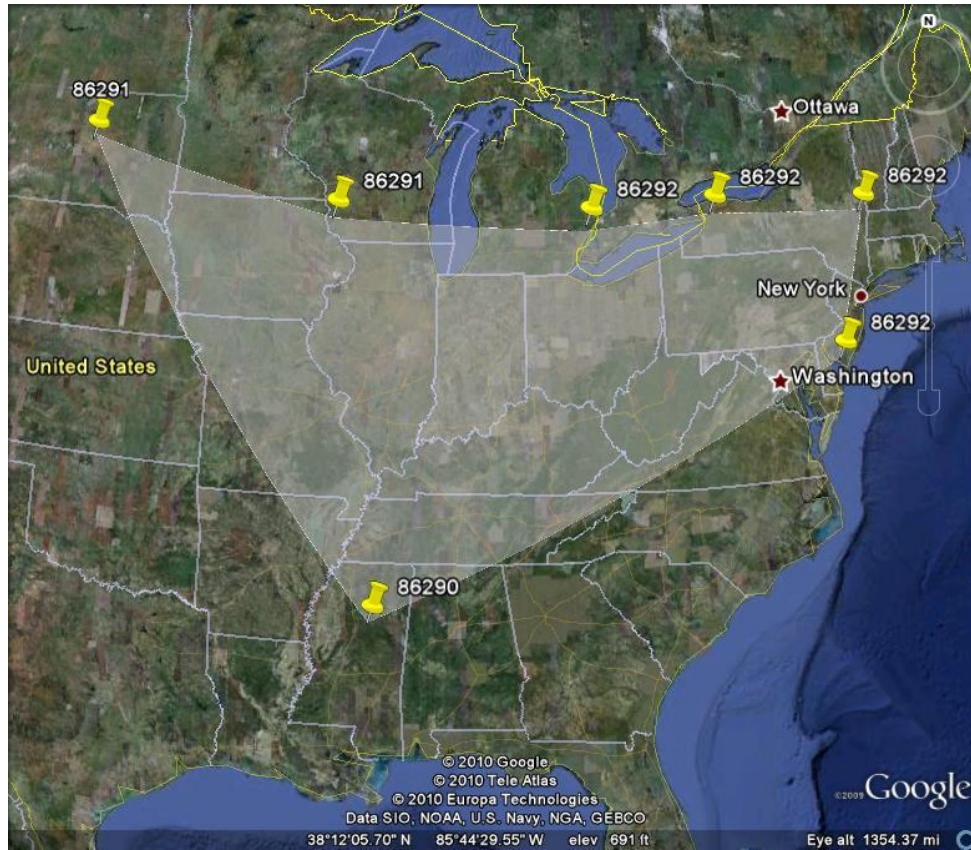 N
86291
Ottawa
86291
86292
86292
86292
New York
86292
United States
Washington
86290
© 2010 Google
© 2010 Tele Atlas
© 2010 Europa Technologies
Data SIO, NOAA, U.S. Navy, NGA, GEBCO
©2009 Google
38°12'05.70" N 85°44'29.55" W elev 691 ft Eye alt 1354.37 mi